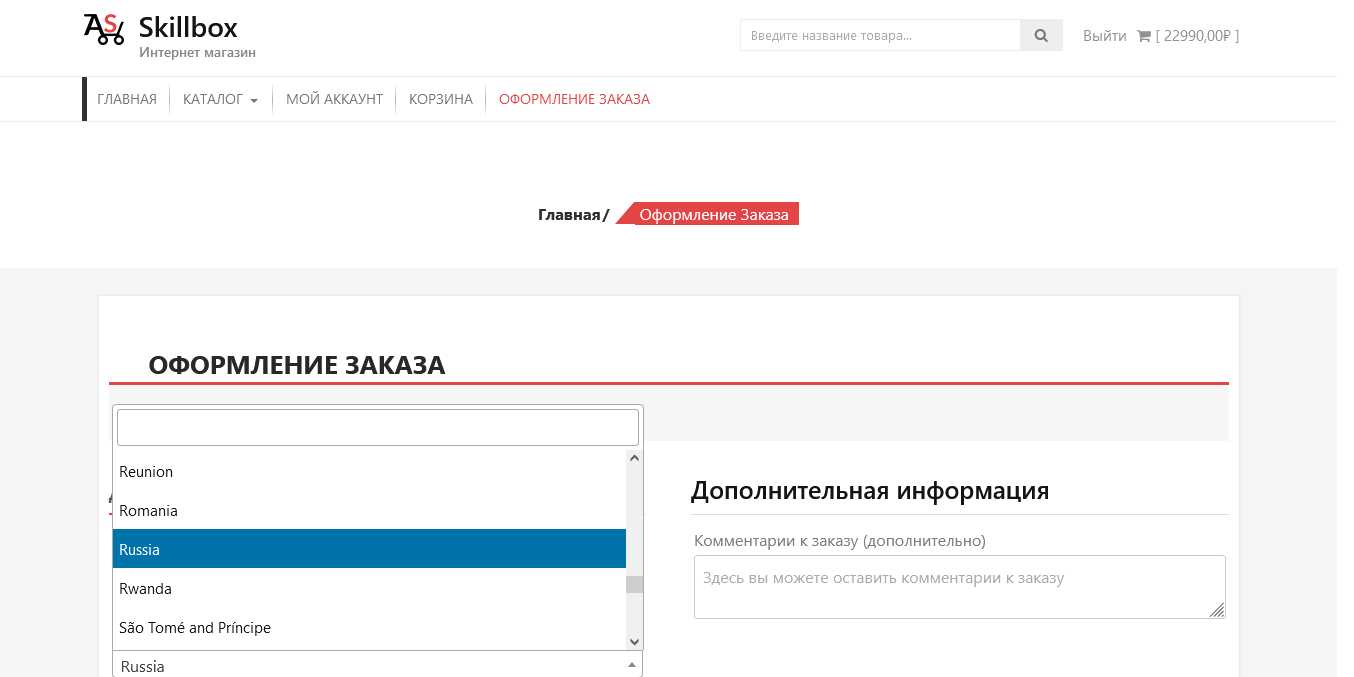 AS Skillbox
Интернет магазин
Введите название товара...
Выйти [ 22990,00₽ ]
ГЛАВНАЯ КАТАЛОГ МОЙ АККАУНТ КОРЗИНА ОФОРМЛЕНИЕ ЗАКАЗА
Главная/ Оформление Заказа
ОФОРМЛЕНИЕ ЗАКАЗА
Reunion
Romania
Russia
Rwanda
São Tomé and Príncipe
Russia
Дополнительная информация
Комментарии к заказу (дополнительно)
Здесь вы можете оставить комментарии к заказу